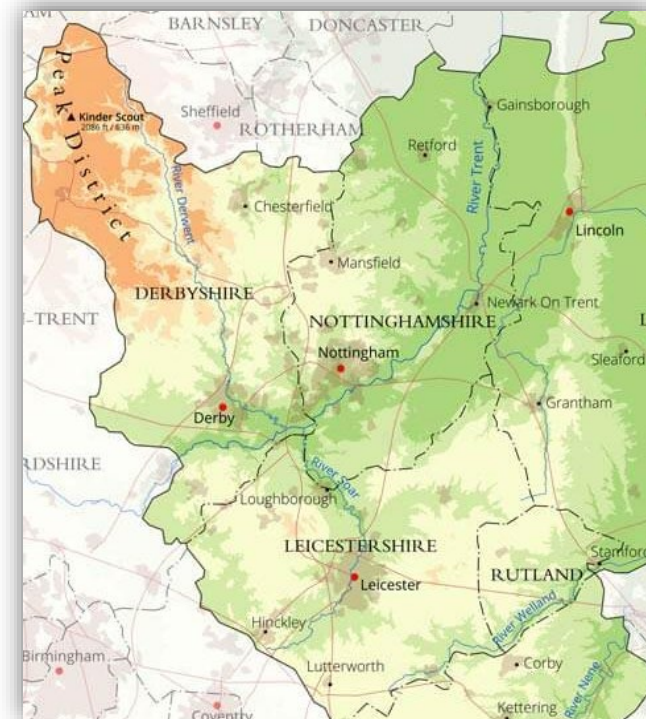 AM
BARNSLEY
DONCASTER
Peak District
Kinder Scout
2086 ft / 636 m
Sheffield
ROTHERHAM
Gainsborough
Retford
River Trent
River Derwent
Chesterfield
Lincoln
Mansfield
DERBYSHIRE
Newark On Trent
N-TRENT
NOTTINGHAMSHIRE
L
Nottingham
Sleaford
Derby
Grantham
RDSHIRE
River Soar
Loughborough
LEICESTERSHIRE
Stamford
RUTLAND
Leicester
River Welland
Hinckley
Birmingham
Lutterworth
Corby
River Nene
Coventry
Kettering